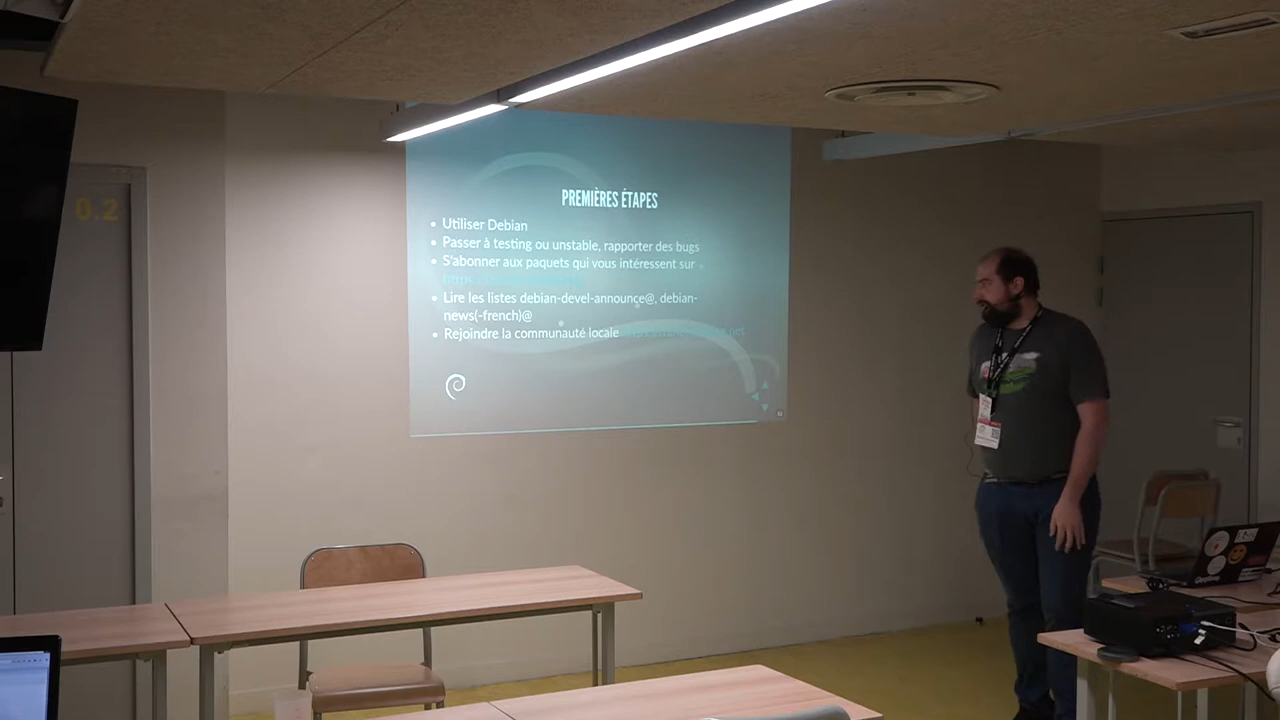 0.2
PREMIÈRES ÉTAPES
Utiliser Debian
Passer à testing ou unstable, rapporter des bugs
S'abonner aux paquets qui vous intéressent sur
Lire les listes debian-devel-announce@, debian-
news(-french)@
Rejoindre la communauté locale